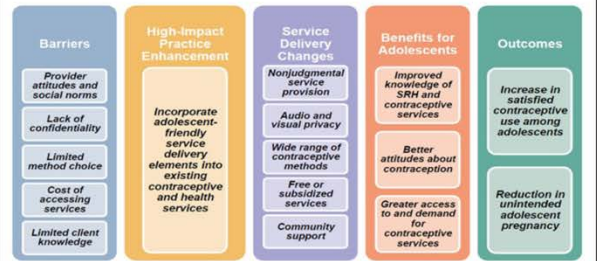 Barriers
Provider
attitudes and
social norms
Lack of
confidentiality
Limited
method choice
Cost of
accessing
services
Limited client
knowledge
High-Impact
Practice
Enhancement
Incorporate
adolescent-
friendly
service
delivery
elements into
existing
contraceptive
and health
services
Service
Delivery
Changes
Nonjudgmental
service
provision
Audio and
visual privacy
Wide range of
contraceptive
methods
Free or
subsidized
services
Community
support
Benefits for
Adolescents
Improved
knowledge of
SRH and
contraceptive
services
Better
attitudes about
contraception
Greater access
to and demand
for
contraceptive
services
Outcomes
Increase in
satisfied
contraceptive
use among
adolescents
Reduction in
unintended
adolescent
pregnancy